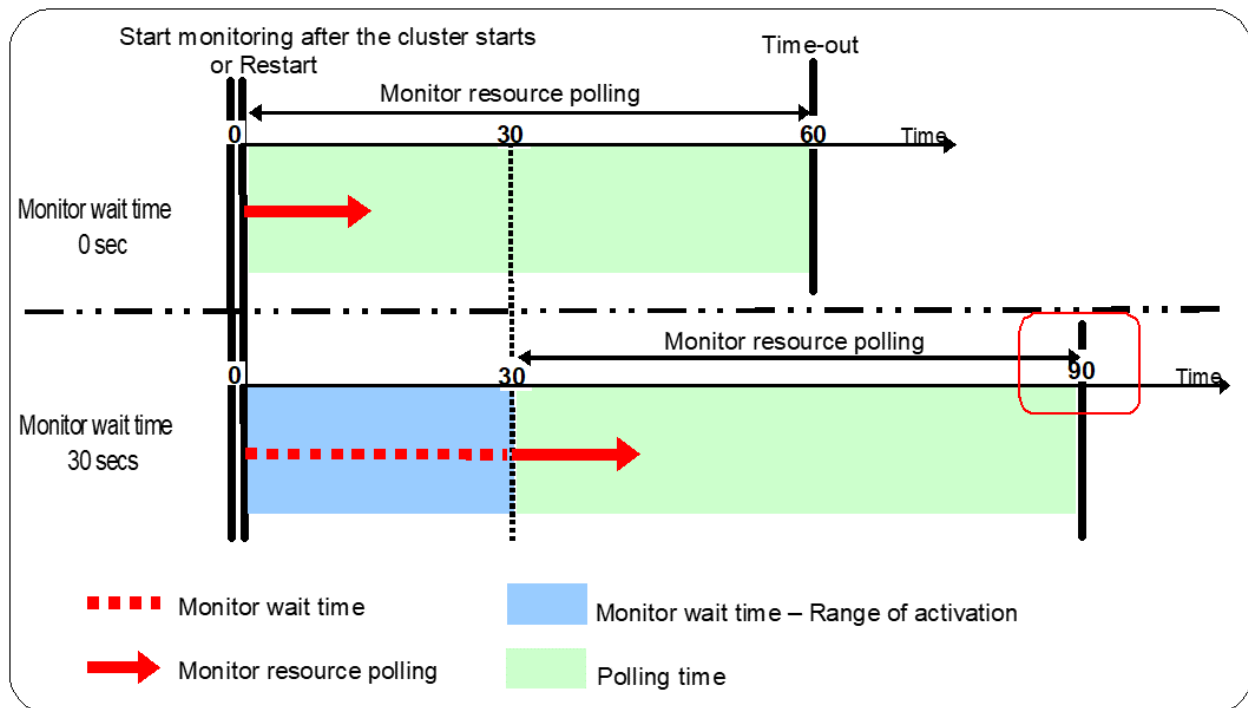 Start monitoring after the cluster starts
or Restart
Time-out
Monitor resource polling
0
30
60
Time
Monitor wait time
0 sec
Monitor resource polling
0
30
90
Time
Monitor wait time
30 secs
Monitor wait time
Monitor wait time – Range of activation
Monitor resource polling
Polling time